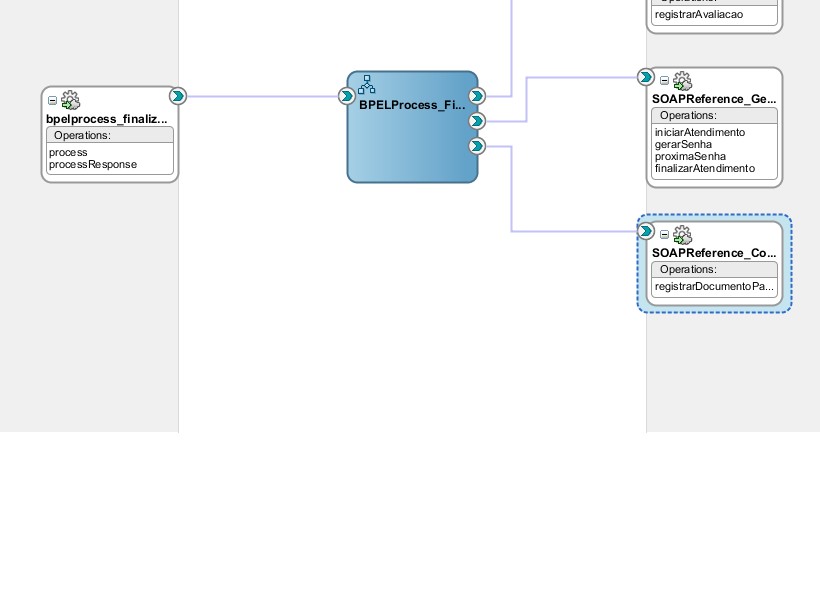 registrarAvaliacao
bpelprocess_finaliz...
Operations:
process
processResponse
BPELProcess_Fi...
SOAPReference_Ge...
Operations:
iniciarAtendimento
gerarSenha
proximaSenha
finalizarAtendimento
SOAPReference_Co...
Operations:
registrarDocumentoPa...